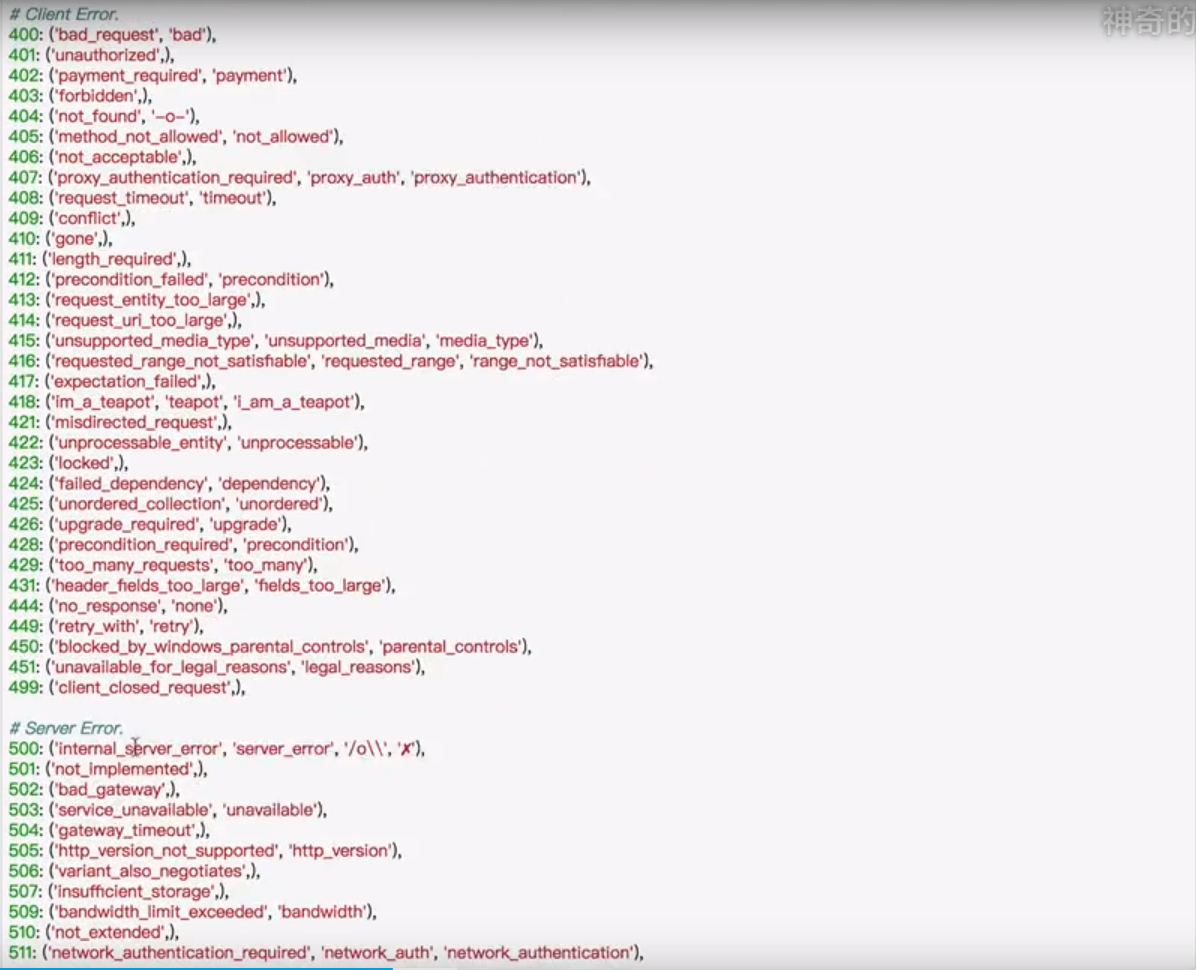 # Client Error.
神奇的
400: ('bad_request', 'bad'),
401: ('unauthorized',),
402: ('payment_required', 'payment'),
403: ('forbidden',),
404: ('not_found', '-o-'),
405: ('method_not_allowed', 'not_allowed'),
406: ('not_acceptable',),
407: ('proxy_authentication_required', 'proxy_auth', 'proxy_authentication'),
408: ('request_timeout', 'timeout'),
409: ('conflict',),
410: ('gone',),
411: ('length_required',),
412: ('precondition_failed', 'precondition'),
413: ('request_entity_too_large',),
414: ('request_uri_too_large',),
415: ('unsupported_media_type', 'unsupported_media', 'media_type'),
416: ('requested_range_not_satisfiable', 'requested_range', 'range_not_satisfiable'),
417: ('expectation_failed',),
418: ('im_a_teapot', 'teapot', 'i_am_a_teapot'),
421: ('misdirected_request',),
422: ('unprocessable_entity', 'unprocessable'),
423: ('locked',),
424: ('failed_dependency', 'dependency'),
425: ('unordered_collection', 'unordered'),
426: ('upgrade_required', 'upgrade'),
428: ('precondition_required', 'precondition'),
429: ('too_many_requests', 'too_many'),
431: ('header_fields_too_large', 'fields_too_large'),
444: ('no_response', 'none'),
449: ('retry_with', 'retry'),
450: ('blocked_by_windows_parental_controls', 'parental_controls'),
451: ('unavailable_for_legal_reasons', 'legal_reasons'),
499: ('client_closed_request',),
# Server Error.
500: ('internal_server_error', 'server_error', '/o\\', '✗'),
501: ('not_implemented',),
502: ('bad_gateway',),
503: ('service_unavailable', 'unavailable'),
504: ('gateway_timeout',),
505: ('http_version_not_supported', 'http_version'),
506: ('variant_also_negotiates',),
507: ('insufficient_storage',),
509: ('bandwidth_limit_exceeded', 'bandwidth'),
510: ('not_extended',),
511: ('network_authentication_required', 'network_auth', 'network_authentication'),